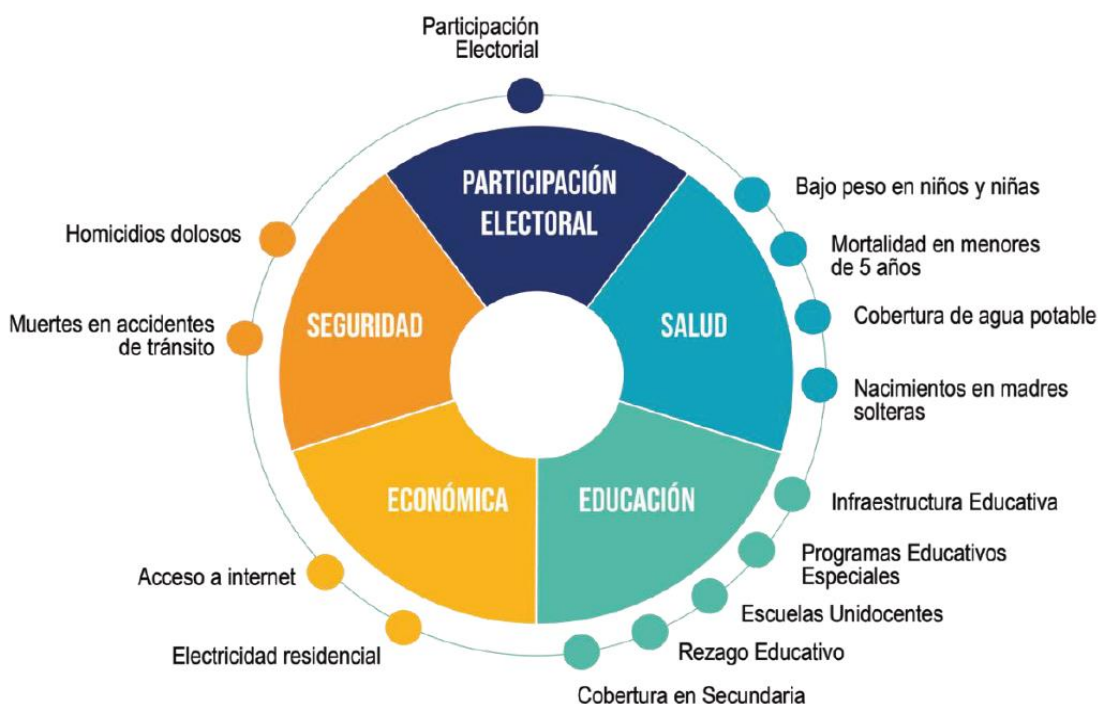 Participación
Electorial
PARTICIPACIÓN
ELECTORAL
Bajo peso en niños y niñas
Homicidios dolosos
Mortalidad en menores
de 5 años
SEGURIDAD
SALUD
Cobertura de agua potable
Muertes en accidentes
de tránsito
Nacimientos en madres
solteras
ECONÓMICA
EDUCACIÓN
Infraestructura Educativa
Programas Educativos
Especiales
Acceso a internet
Escuelas Unidocentes
Electricidad residencial
Rezago Educativo
Cobertura en Secundaria